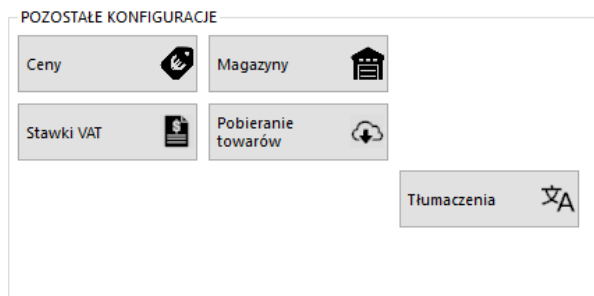 POZOSTAŁE KONFIGURACJE
Ceny
Magazyny
Stawki VAT
Pobieranie
towarów
Tłumaczenia